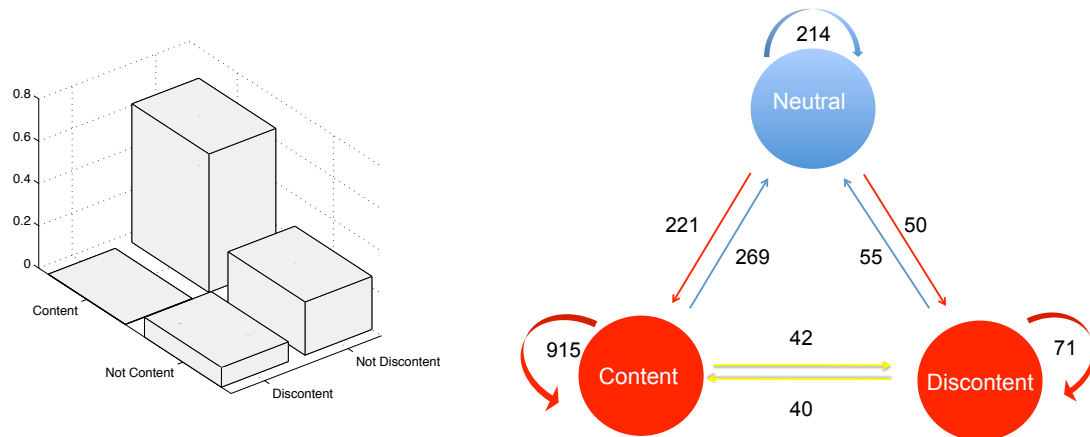 0.8
0.6
0.4
0.2
0
Content
Not Content
Discontent
Not Discontent
214
Neutral
221
269
50
55
915
Content
42
40
Discontent
71